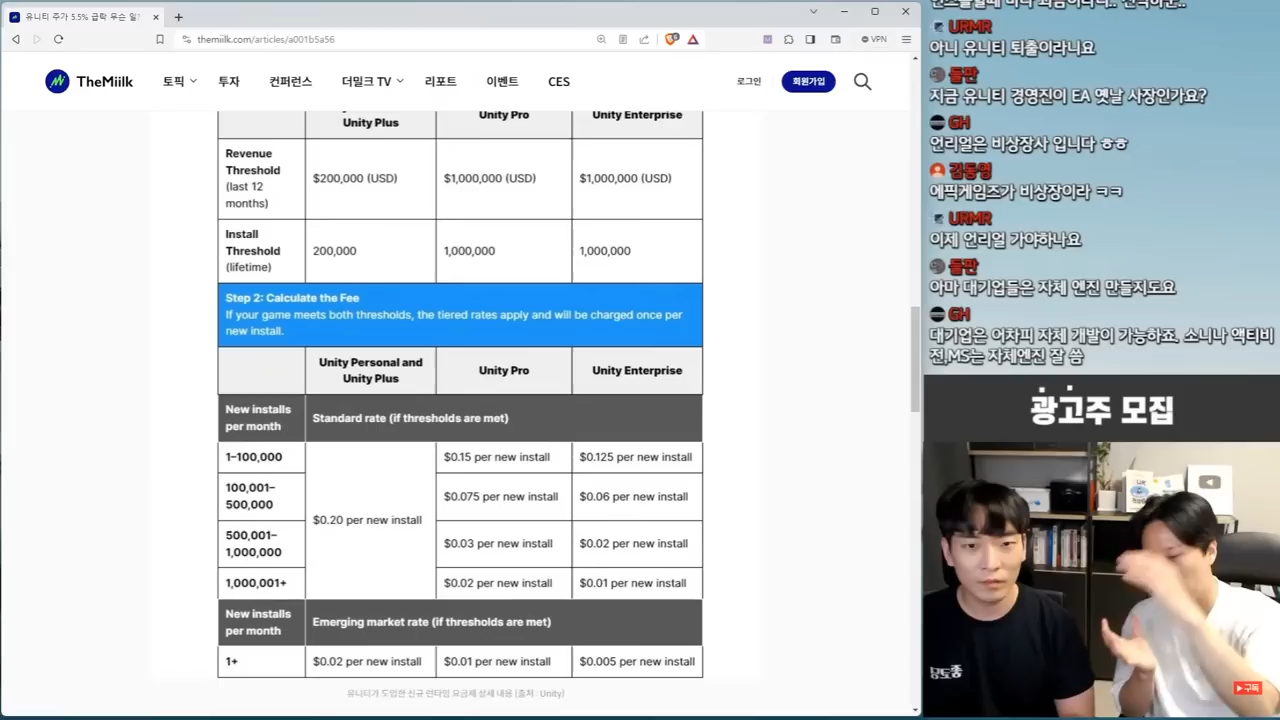 유니티 주가 5.5% 급락 무슨 일
themiilk.com/articles/a001b5a56
VPN
TheMiilk
토픽
투자
컨퍼런스
더밀크 TV
리포트
이벤트
CES
로그인
회원가입
Unity Plus
Unity Pro
Unity Enterprise
Revenue
Threshold
(last 12
months)
$200,000 (USD)
$1,000,000 (USD)
$1,000,000 (USD)
Install
Threshold
(lifetime)
200,000
1,000,000
1,000,000
Step 2: Calculate the Fee
If your game meets both thresholds, the tiered rates apply and will be charged once per
new install.
Unity Personal and
Unity Plus
Unity Pro
Unity Enterprise
New installs
per month
Standard rate (if thresholds are met)
1–100,000
$0.15 per new install
$0.125 per new install
100,001–
500,000
$0.20 per new install
$0.075 per new install
$0.06 per new install
500,001–
1,000,000
$0.03 per new install
$0.02 per new install
1,000,001+
$0.02 per new install
$0.01 per new install
New installs
per month
Emerging market rate (if thresholds are met)
1+
$0.02 per new install
$0.01 per new install
$0.005 per new install
유니티가 도입한 신규 런타임 요금제 상세 내용 (출처 : Unity)
URMR
아니 유니티 퇴출이라니요
들판
지금 유니티 경영진이 EA 옛날 사장인가요?
GH
언리얼은 비상장사 입니다 ㅎㅎ
김동영
에픽게임즈가 비상장이라 ㅋㅋ
URMR
이제 언리얼 가야하나요
들판
아마 대기업들은 자체 엔진 만들지도요
GH
대기업은 어차피 자체 개발이 가능하죠, 소니나 액티비
전,MS는 자체엔진 잘 씀
광고주 모집
구독